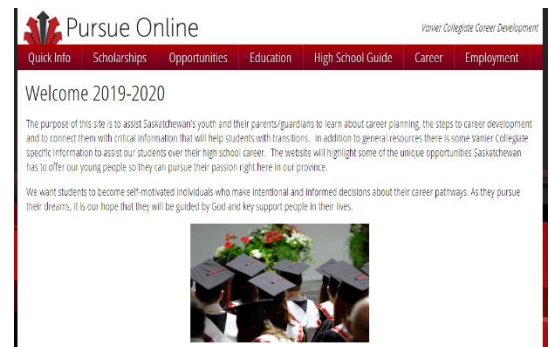 Pursue Online
Vanier Collegiate Career Development
Quick Info Scholarships Opportunities Education High School Guide Career Employment
Welcome 2019-2020
The purpose of this site is to assist Saskatchewan's youth and their parents/guardians to learn about career planning, the steps to career development
and to connect them with critical information that will help students with transitions. In addition to general resources there is some Vanier Collegiate
specific information to assist our students over their high school career. The website will highlight some of the unique opportunities Saskatchewan
has to offer our young people so they can pursue their passion right here in our province.
We want students to become self-motivated individuals who make intentional and informed decisions about their career pathways. As they pursue
their dreams, it is our hope that they will be guided by God and key support people in their lives.